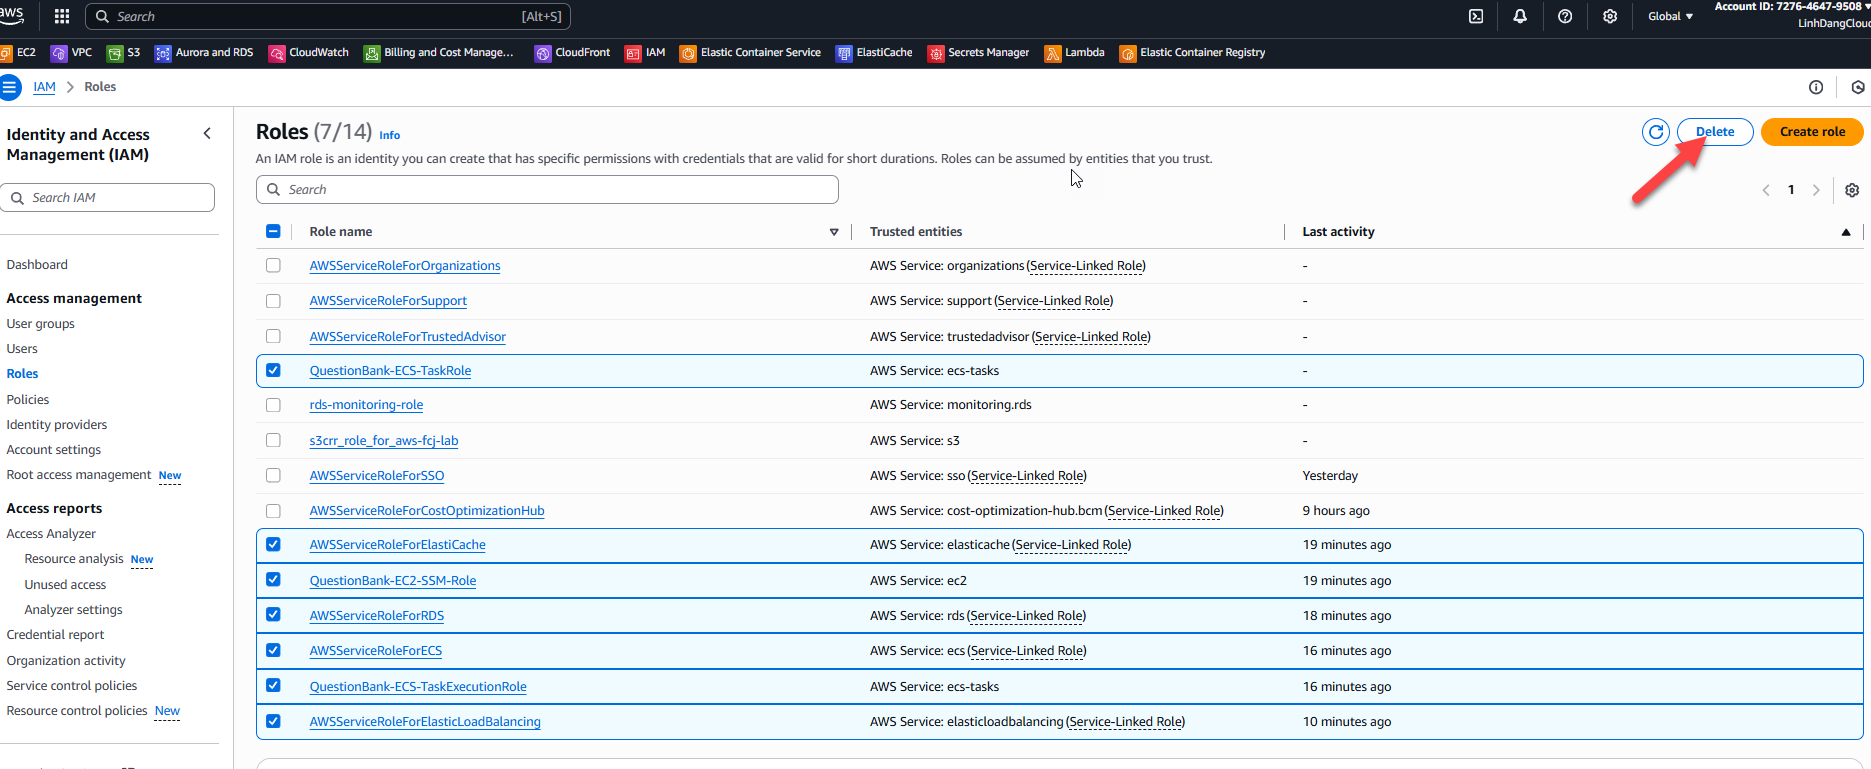 aws
Search [Alt+S]
Global
Account ID: 7276-4647-9508
LinhDangClou
EC2 VPC S3 Aurora and RDS CloudWatch Billing and Cost Manage... CloudFront IAM Elastic Container Service ElastiCache Secrets Manager Lambda Elastic Container Registry
IAM > Roles
Identity and Access
Management (IAM)
Search IAM
Dashboard
Access management
User groups
Users
Roles
Policies
Identity providers
Account settings
Root access management New
Access reports
Access Analyzer
Resource analysis New
Unused access
Analyzer settings
Credential report
Organization activity
Service control policies
Resource control policies New
Roles (7/14) Info
Delete
Create role
An IAM role is an identity you can create that has specific permissions with credentials that are valid for short durations. Roles can be assumed by entities that you trust.
Search
1
Role name Trusted entities Last activity
AWSServiceRoleForOrganizations AWS Service: organizations (Service-Linked Role) -
AWSServiceRoleForSupport AWS Service: support (Service-Linked Role) -
AWSServiceRoleForTrustedAdvisor AWS Service: trustedadvisor (Service-Linked Role) -
QuestionBank-ECS-TaskRole AWS Service: ecs-tasks -
rds-monitoring-role AWS Service: monitoring.rds -
s3crr_role_for_aws-fcj-lab AWS Service: s3 -
AWSServiceRoleForSSO AWS Service: sso (Service-Linked Role) Yesterday
AWSServiceRoleForCostOptimizationHub AWS Service: cost-optimization-hub.bcm (Service-Linked Role) 9 hours ago
AWSServiceRoleForElastiCache AWS Service: elasticache (Service-Linked Role) 19 minutes ago
QuestionBank-EC2-SSM-Role AWS Service: ec2 19 minutes ago
AWSServiceRoleForRDS AWS Service: rds (Service-Linked Role) 18 minutes ago
AWSServiceRoleForECS AWS Service: ecs (Service-Linked Role) 16 minutes ago
QuestionBank-ECS-TaskExecutionRole AWS Service: ecs-tasks 16 minutes ago
AWSServiceRoleForElasticLoadBalancing AWS Service: elasticloadbalancing (Service-Linked Role) 10 minutes ago